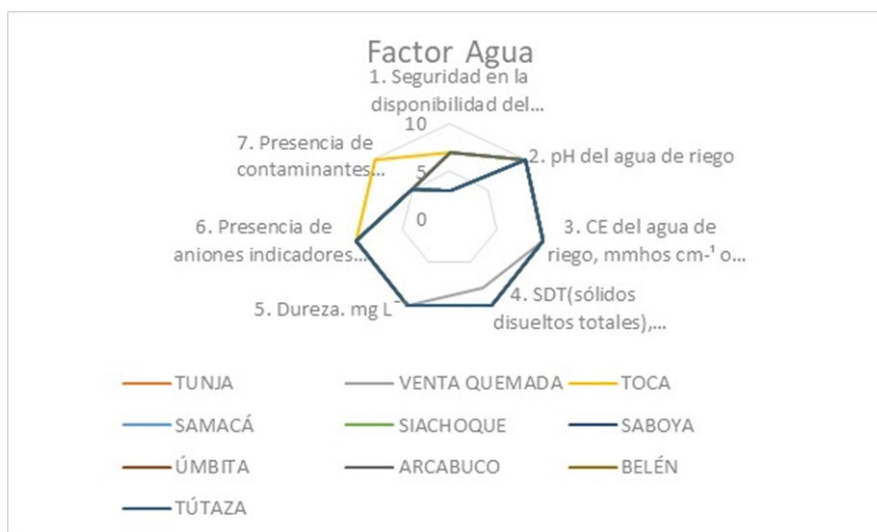 Factor Agua
1. Seguridad en la
disponibilidad del...
10
7. Presencia de
contaminantes...
2. pH del agua de riego
5
0
6. Presencia de
aniones indicadores...
3. CE del agua de
riego, mmhos cm-¹ o...
5. Dureza. mg L⁻
4. SDT(sólidos
disueltos totales),...
TUNJA
VENTA QUEMADA
TOCA
SAMACÁ
SIACHOQUE
SABOYA
ÚMBITA
ARCABUCO
BELÉN
TÚTAZA